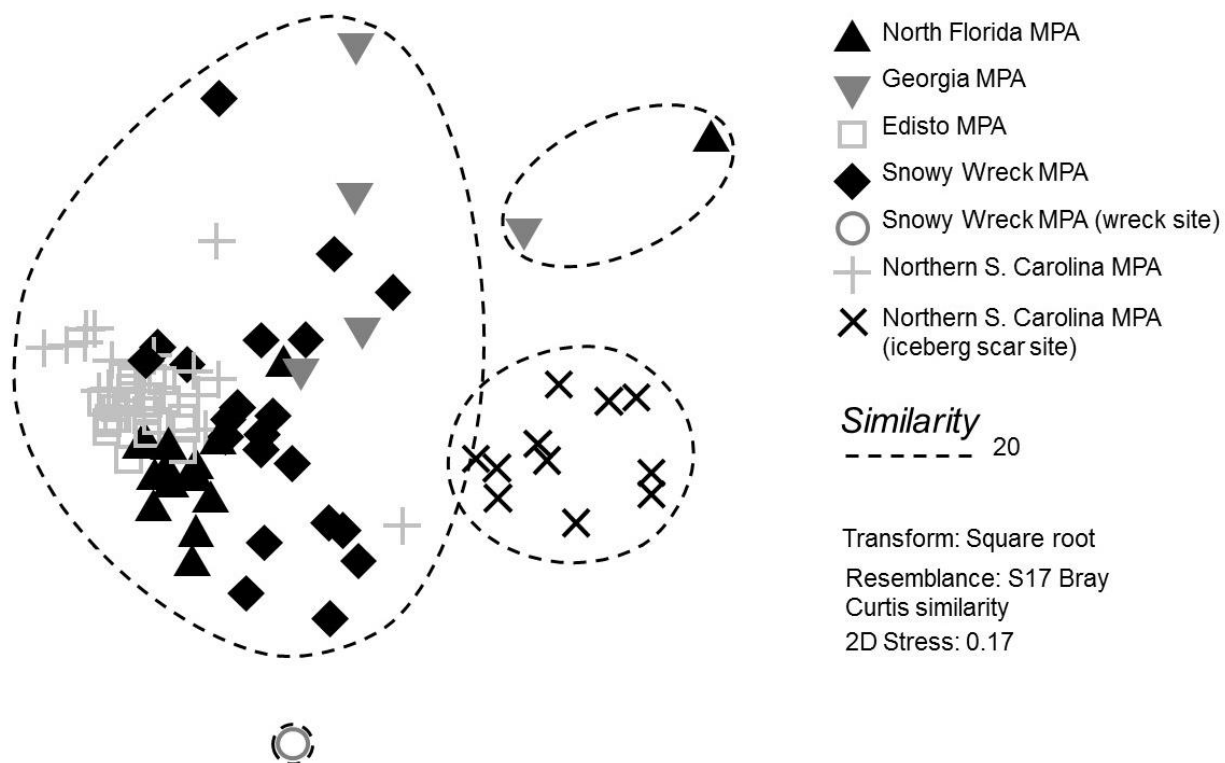 North Florida MPA
Georgia MPA
Edisto MPA
Snowy Wreck MPA
Snowy Wreck MPA (wreck site)
Northern S. Carolina MPA
Northern S. Carolina MPA
(iceberg scar site)
Similarity
20
Transform: Square root
Resemblance: S17 Bray
Curtis similarity
2D Stress: 0.17